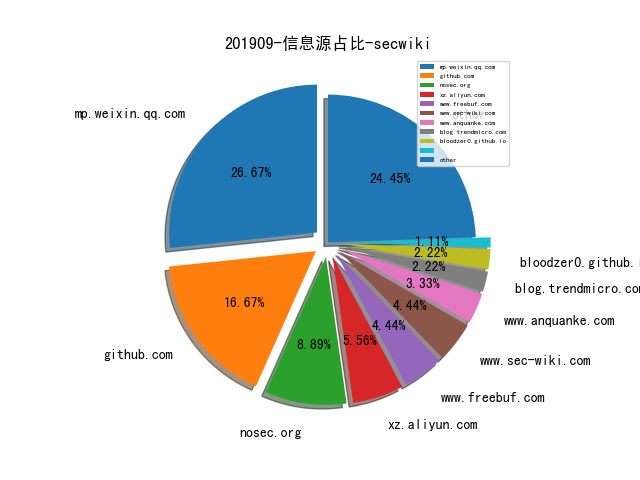 201909-信息源占比-secwiki
mp.weixin.qq.com
github.com
nosec.org
xz.aliyun.com
www.freebuf.com
www.sec-wiki.com
www.anquanke.com
blog.trendmicro.com
bloodzer0.github.io
other
other
mp.weixin.qq.com
26.67%
24.45%
1.11%
2.22%
2.22%
3.33%
4.44%
4.44%
5.56%
8.89%
16.67%
bloodzer0.github.i
blog.trendmicro.com
www.anquanke.com
www.sec-wiki.com
www.freebuf.com
xz.aliyun.com
nosec.org
github.com